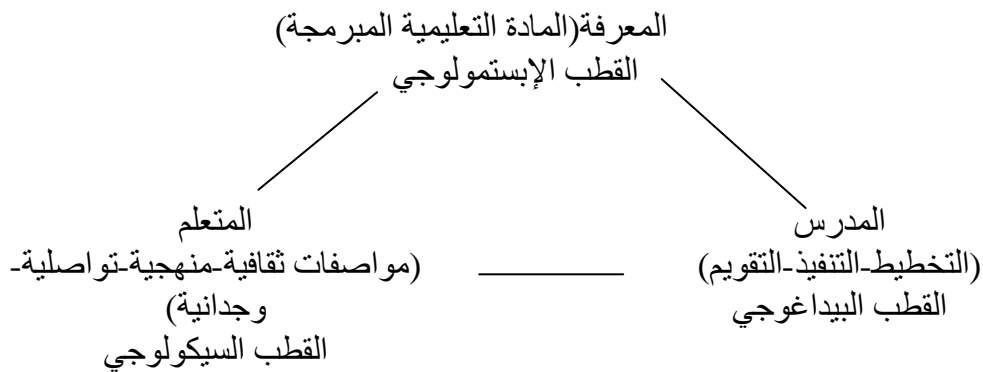 المعرفة(المادة التعليمية المبرمجة)
القطب الإبستمولوجي
المدرس
(التخطيط-التنفيذ-التقويم)
القطب البيداغوجي
المتعلم
(مواصفات ثقافية-منهجية-تواصلية-
وجدانية)
القطب السيكولوجي